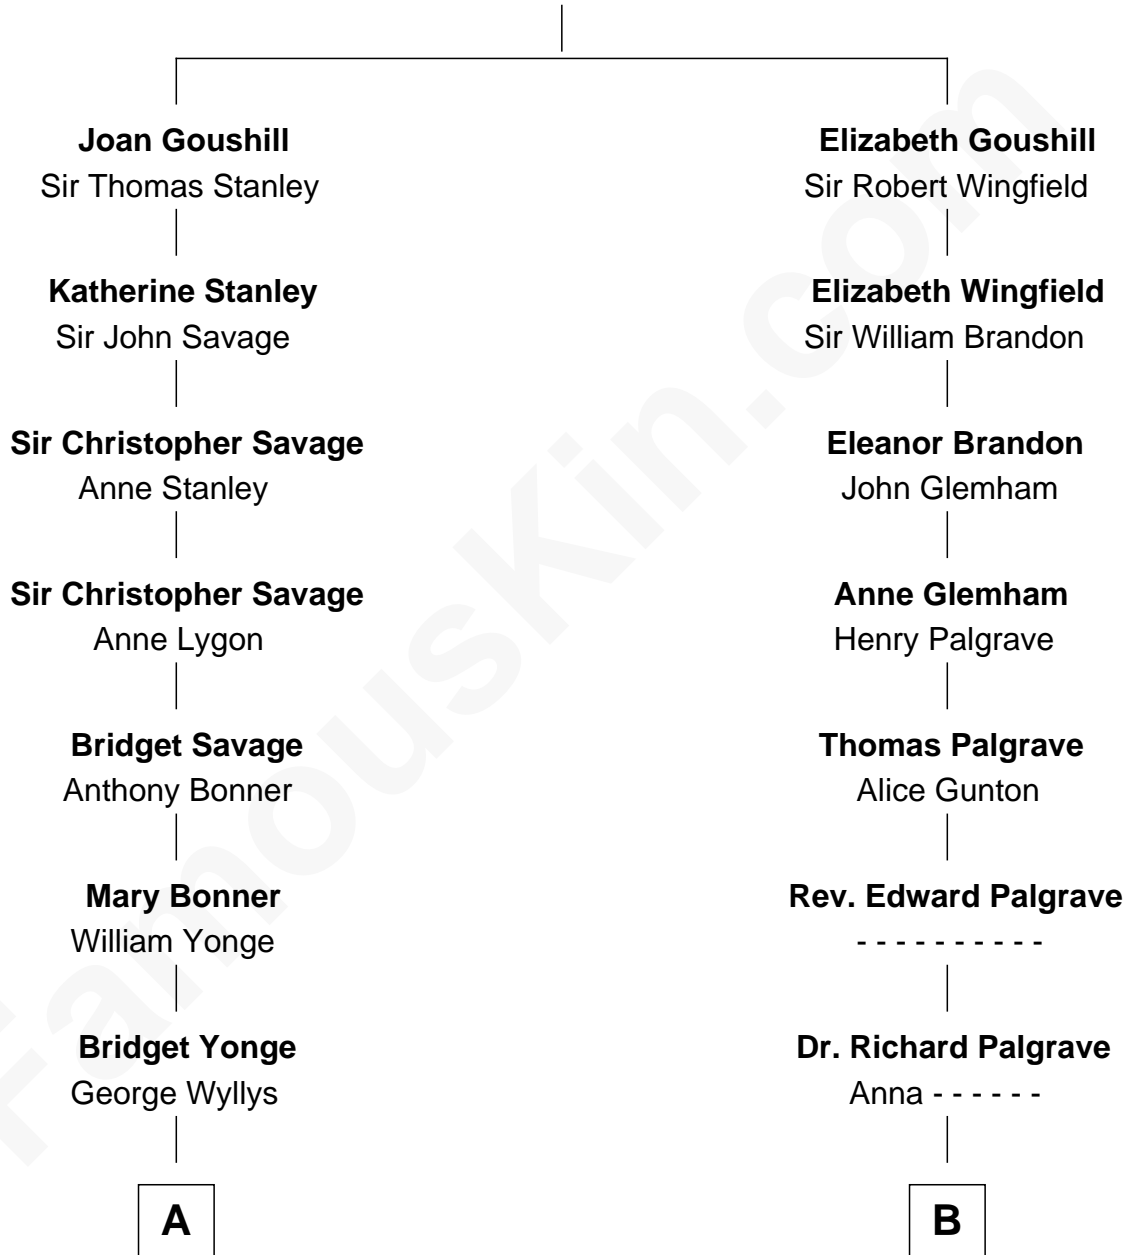 Joan Goushill
Sir Thomas Stanley
Katherine Stanley
Sir John Savage
Sir Christopher Savage
Anne Stanley
Sir Christopher Savage
Anne Lygon
Bridget Savage
Anthony Bonner
Mary Bonner
William Yonge
Bridget Yonge
George Wyllys
A
Elizabeth Goushill
Sir Robert Wingfield
Elizabeth Wingfield
Sir William Brandon
Eleanor Brandon
John Glemham
Anne Glemham
Henry Palgrave
Thomas Palgrave
Alice Gunton
Rev. Edward Palgrave
- - - - - - - - - -
Dr. Richard Palgrave
Anna - - - - - -
B
FamousKin.com